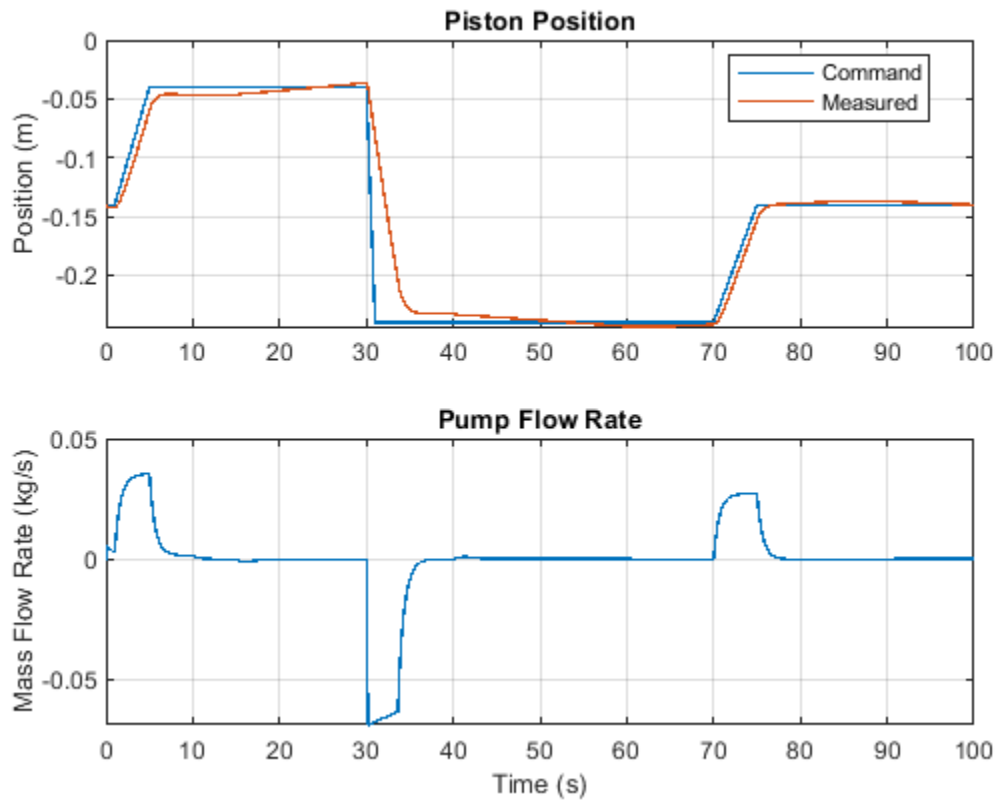 Piston Position
0
-0.05
-0.1
-0.15
-0.2
Position (m)
Command
Measured
0 10 20 30 40 50 60 70 80 90 100
Pump Flow Rate
0.05
0
-0.05
Mass Flow Rate (kg/s)
0 10 20 30 40 50 60 70 80 90 100
Time (s)